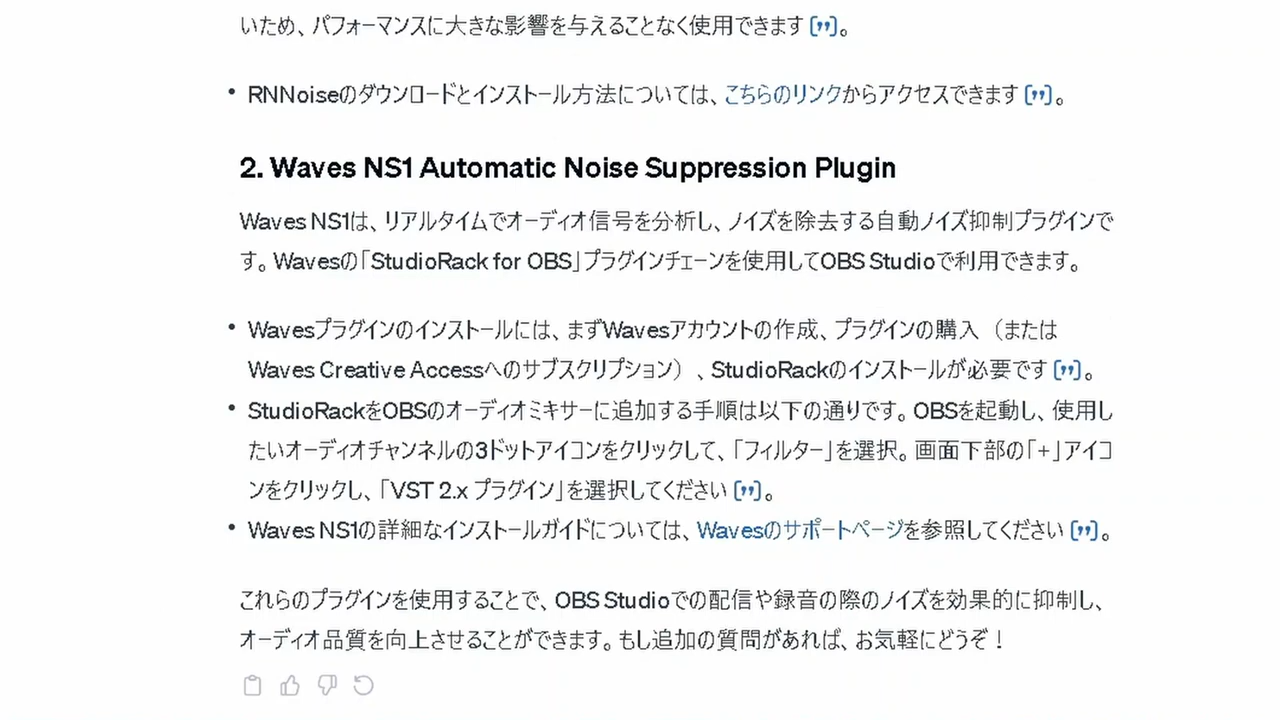 いため、パフォーマンスに大きな影響を与えることなく使用できます ["]。
• RNNoiseのダウンロードとインストール方法については、こちらのリンクからアクセスできます ["]。
2. Waves NS1 Automatic Noise Suppression Plugin
Waves NS1は、リアルタイムでオーディオ信号を分析し、ノイズを除去する自動ノイズ抑制プラグインで
す。Wavesの「StudioRack for OBS」プラグインチェーンを使用してOBS Studioで利用できます。
• Wavesプラグインのインストールには、まずWavesアカウントの作成、プラグインの購入（または
Waves Creative Accessへのサブスクリプション）、StudioRackのインストールが必要です ["]。
• StudioRackをOBSのオーディオミキサーに追加する手順は以下の通りです。OBSを起動し、使用し
たいオーディオチャンネルの3ドットアイコンをクリックして、「フィルター」を選択。画面下部の「+」アイコ
ンをクリックし、「VST 2.x プラグイン」を選択してください ["]。
• Waves NS1の詳細なインストールガイドについては、Wavesのサポートページを参照してください ["]。
これらのプラグインを使用することで、OBS Studioでの配信や録音の際のノイズを効果的に抑制し、
オーディオ品質を向上させることができます。もし追加の質問があれば、お気軽にどうぞ！